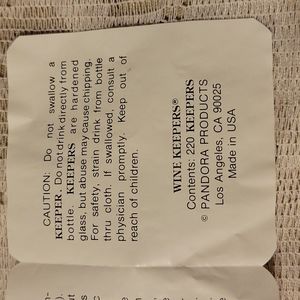 CAUTION: Do not swallow a
KEEPER. Do not drink directly from
bottle. KEEPERS are hardened
glass, but abuse may cause chipping.
For safety, strain drink from bottle
thru cloth. If swallowed, consult a
physician promptly. Keep out of
reach of children.
WINE KEEPERS®
Contents: 220 KEEPERS
© PANDORA PRODUCTS
Los Angeles, CA 90025
Made in USA